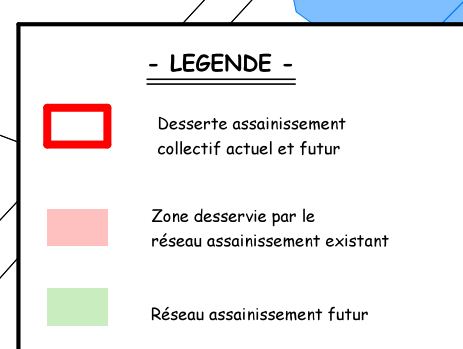 - LEGENDE -
Desserte assainissement
collectif actuel et futur
Zone desservie par le
réseau assainissement existant
Réseau assainissement futur